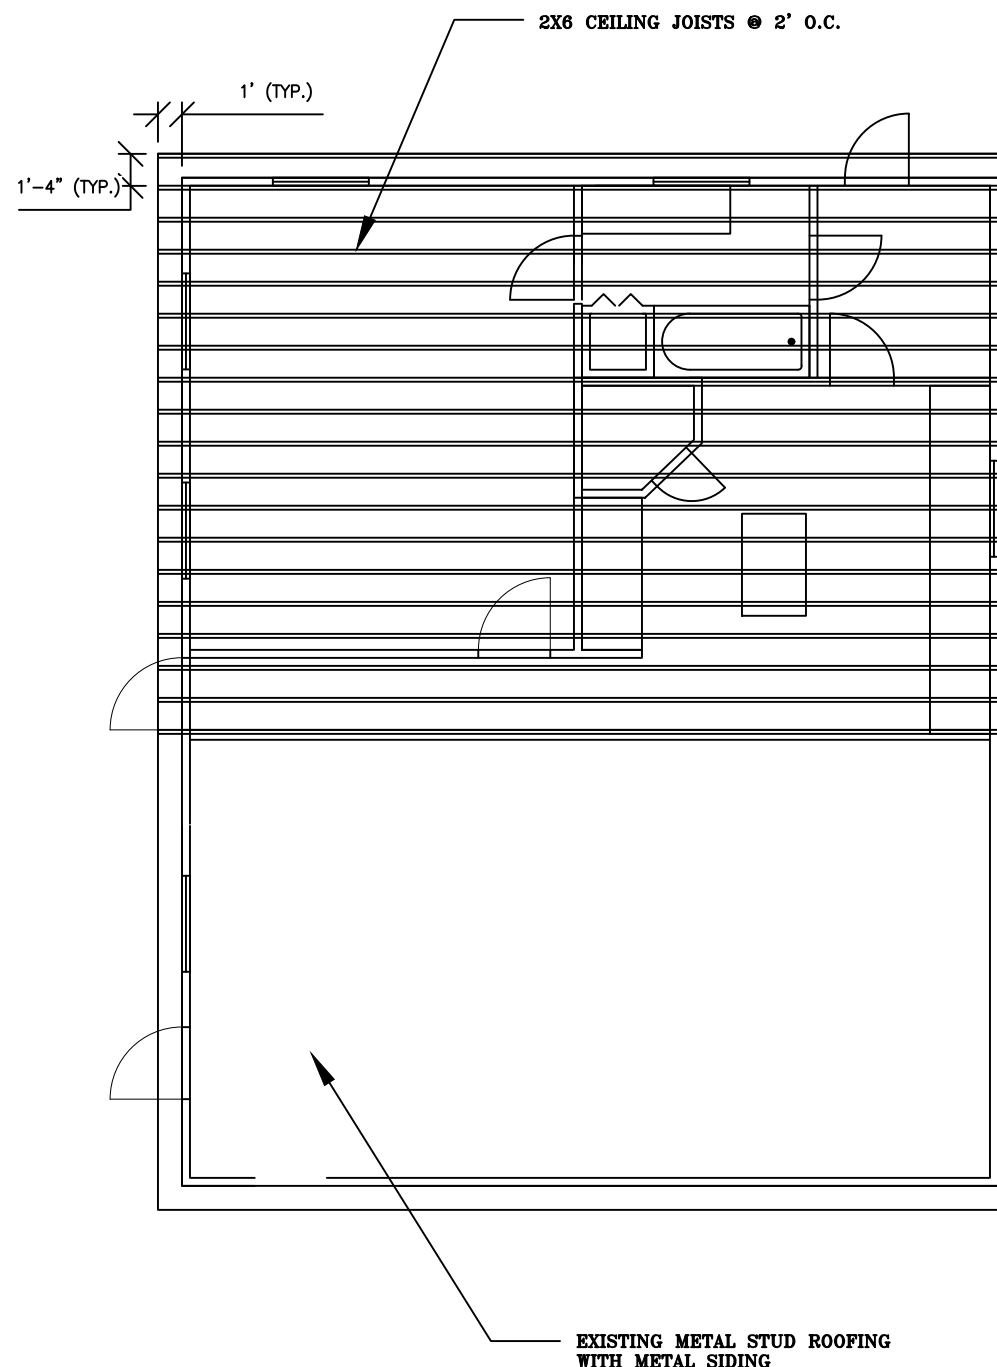 2X6 CEILING JOISTS @ 2' O.C.
1' (TYP.)
1'-4" (TYP.)
EXISTING METAL STUD ROOFING
WITH METAL SIDING